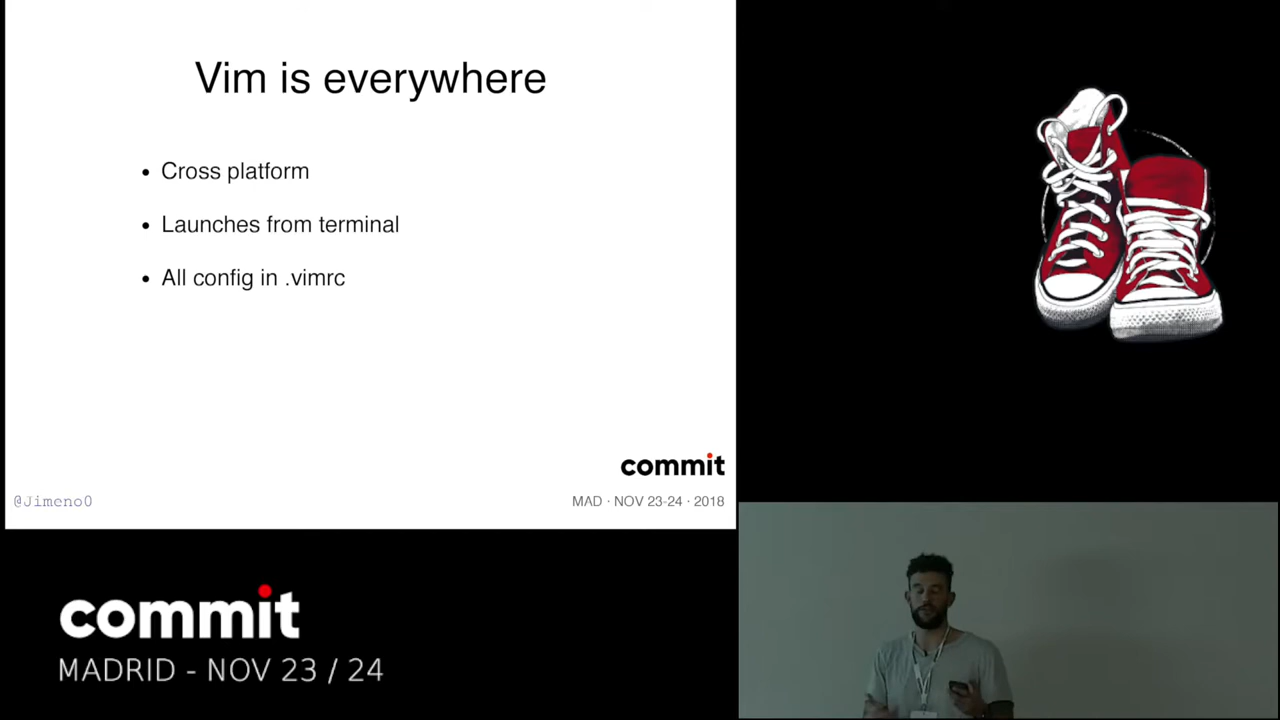 Vim is everywhere
• Cross platform
• Launches from terminal
• All config in .vimrc
commit
@Jimeno0
MAD · NOV 23-24 · 2018
commit
MADRID - NOV 23 / 24